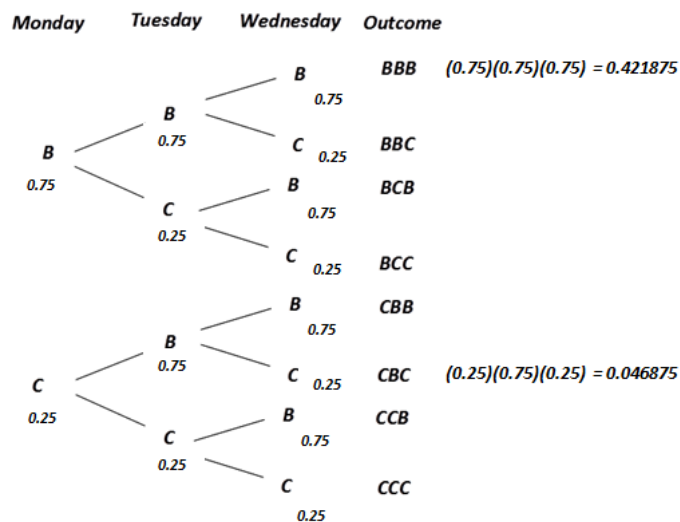 Monday Tuesday Wednesday Outcome
B BBB (0.75)(0.75)(0.75) = 0.421875
0.75
B
0.75
C 0.25 BBC
B
0.75
B BCB
0.75
C
0.25
C 0.25 BCC
B CBB
0.75
B
0.75
C 0.25 CBC (0.25)(0.75)(0.25) = 0.046875
C
0.25
B CCB
0.75
C
0.25
C CCC
0.25